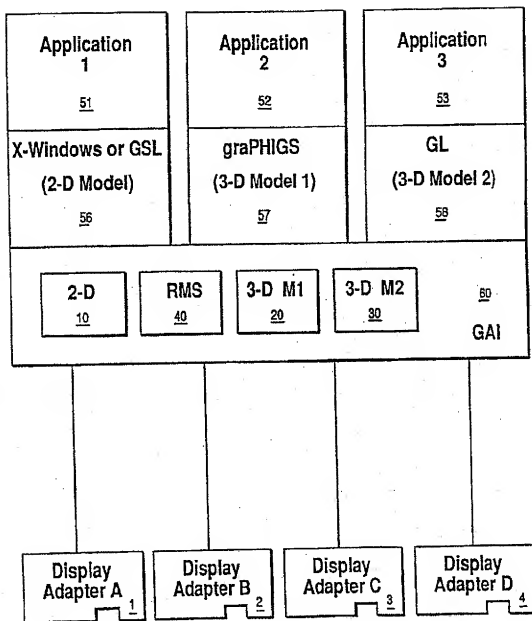 Application
1
51
Application
2
52
Application
3
53
X-Windows or GSL
(2-D Model)
56
graPHIGS
(3-D Model 1)
57
GL
(3-D Model 2)
58
2-D
10
RMS
40
3-D M1
20
3-D M2
30
60
GAI
Display
Adapter A
1
Display
Adapter B
2
Display
Adapter C
3
Display
Adapter D
4